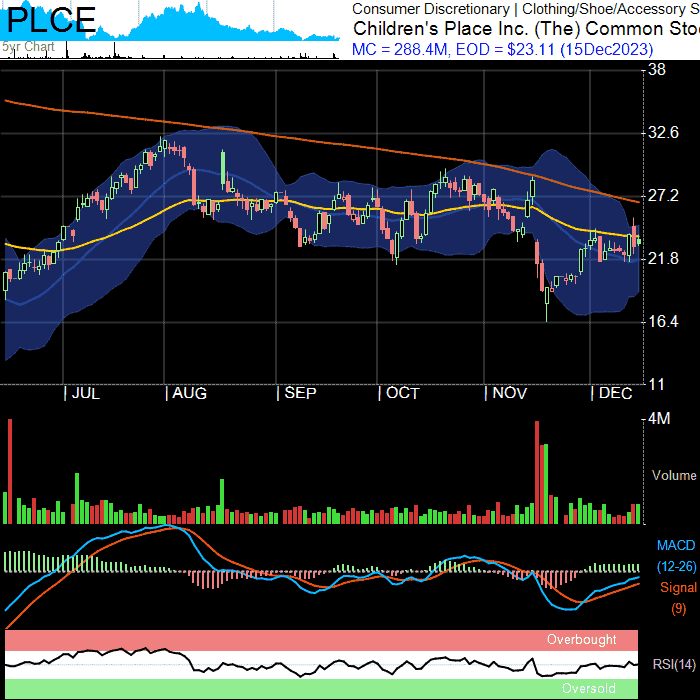 PLCE
5yr Chart
Consumer Discretionary | Clothing/Shoe/Accessory S
Children's Place Inc. (The) Common Sto
MC = 288.4M, EOD = $23.11 (15Dec2023)
38
32.6
27.2
21.8
16.4
11
| JUL | AUG | SEP | OCT | NOV | DEC
4M
Volume
MACD
(12-26)
Signal
(9)
Overbought
RSI(14)
Oversold